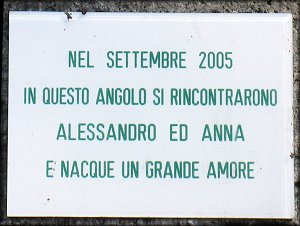 NEL SETTEMBRE 2005
IN QUESTO ANGOLO SI RINCONTRARONO
ALESSANDRO ED ANNA
E NACQUE UN GRANDE AMORE